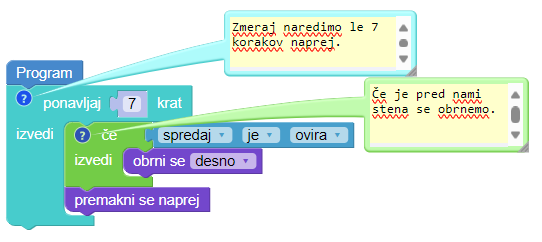 Zmeraj naredimo le 7
korakov naprej.
Program
ponavljaj 7 krat
Če je pred nami
stena se obrnemo.
izvedi
? če spredaj je ovira
izvedi obrni se desno
premakni se naprej
?